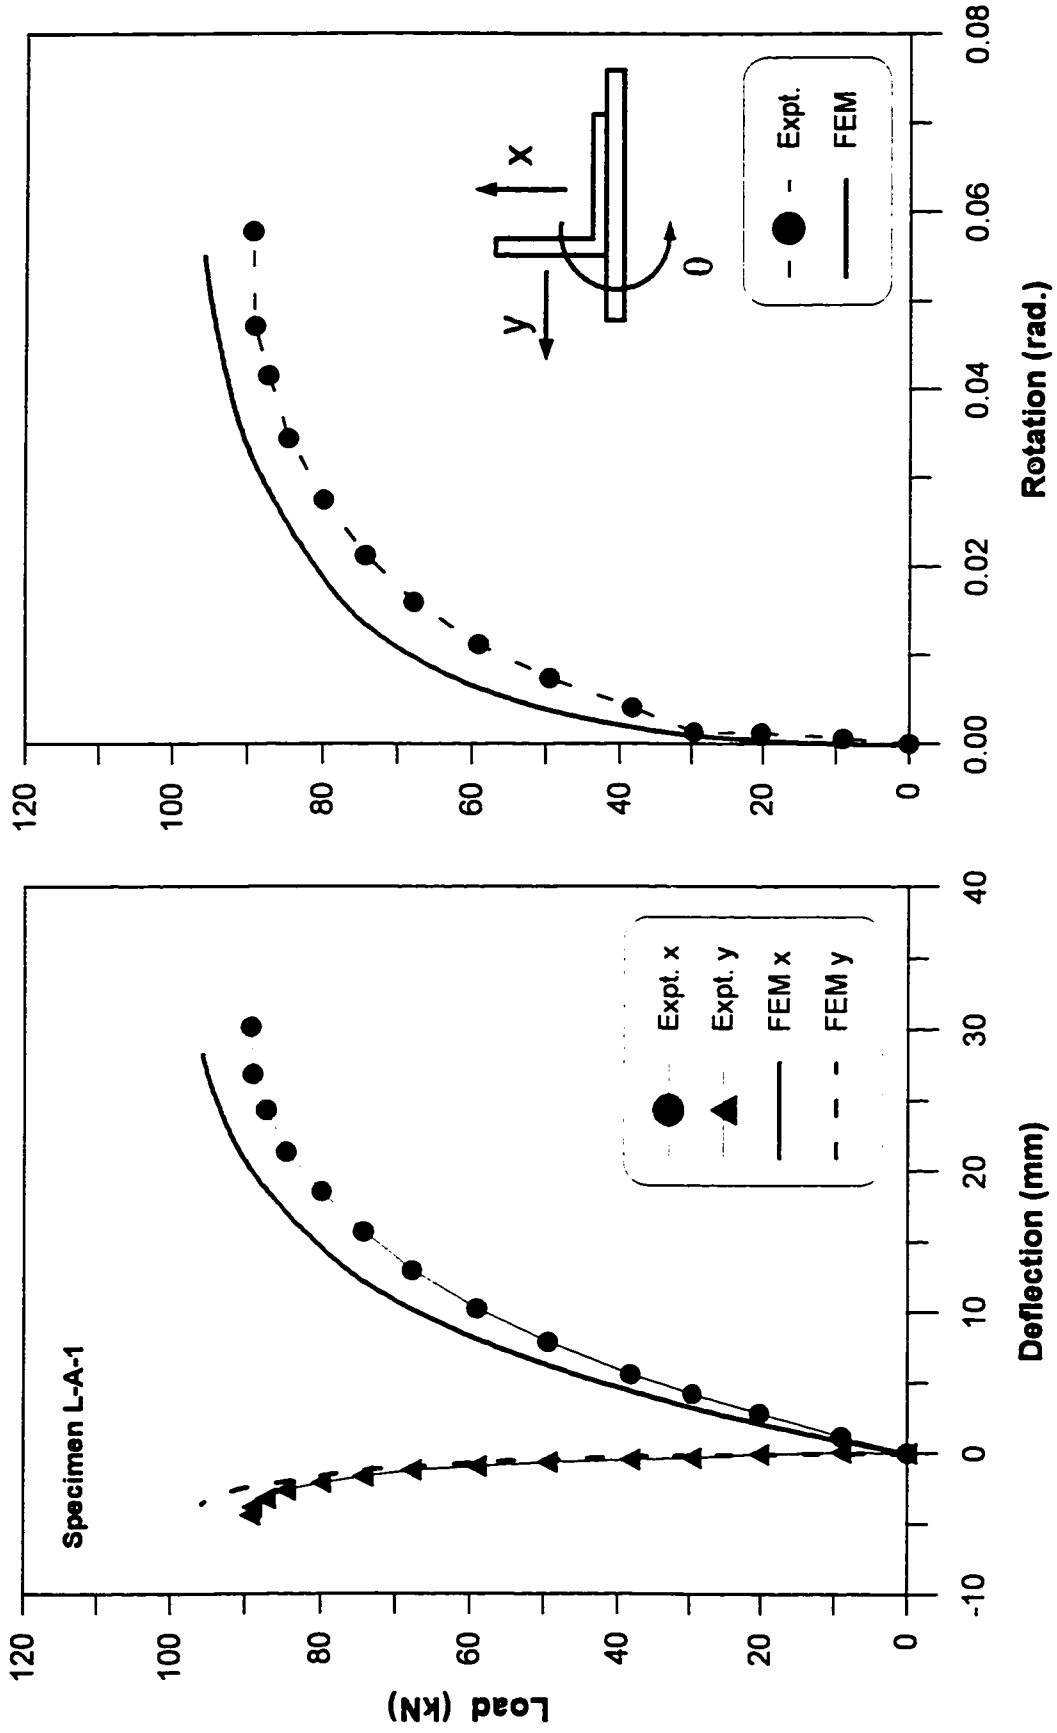 Specimen L-A-1
Load (kN)
120
100
80
60
40
20
0
-10
0
10
20
30
40
Deflection (mm)
Expt. x
Expt. y
FEM x
FEM y
120
100
80
60
40
20
0
0.00
0.02
0.04
0.06
0.08
Rotation (rad.)
y
x
θ
Expt.
FEM